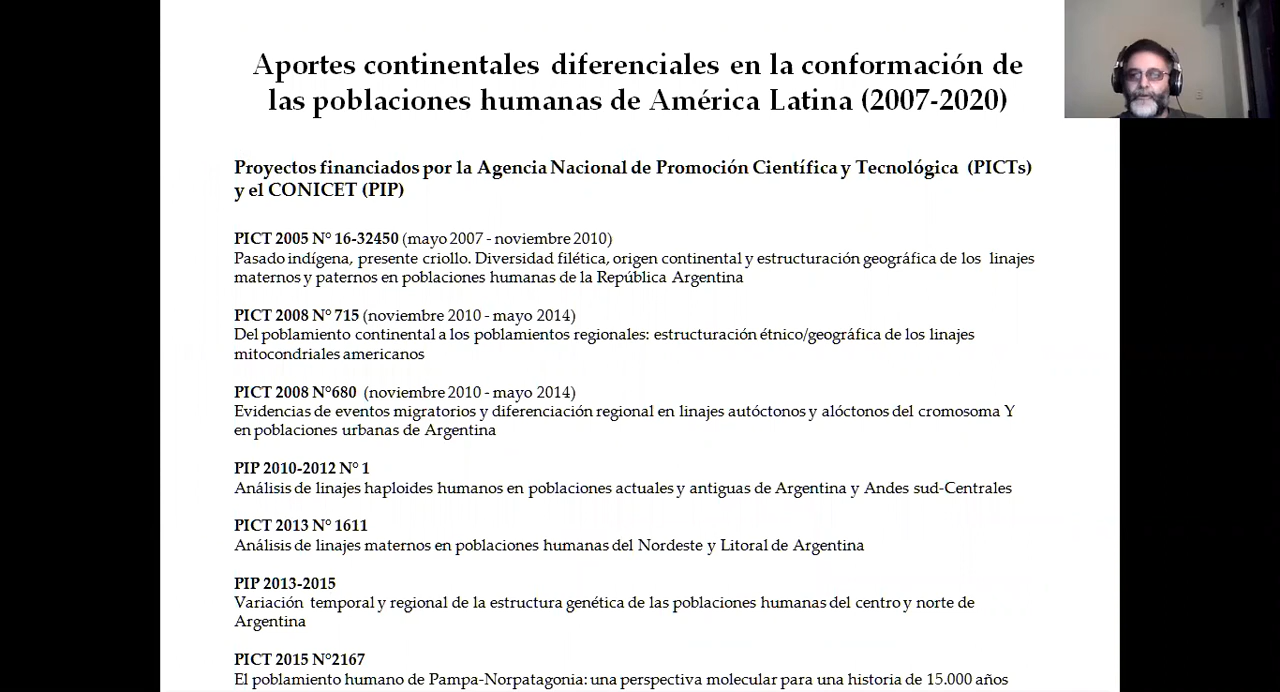 Aportes continentales diferenciales en la conformación de
las poblaciones humanas de América Latina (2007-2020)
Proyectos financiados por la Agencia Nacional de Promoción Científica y Tecnológica (PICTs)
y el CONICET (PIP)
PICT 2005 N° 16-32450 (mayo 2007 - noviembre 2010)
Pasado indígena, presente criollo. Diversidad filética, origen continental y estructuración geográfica de los linajes
maternos y paternos en poblaciones humanas de la República Argentina
PICT 2008 N° 715 (noviembre 2010 - mayo 2014)
Del poblamiento continental a los poblamientos regionales: estructuración étnico/geográfica de los linajes
mitocondriales americanos
PICT 2008 N°680 (noviembre 2010 - mayo 2014)
Evidencias de eventos migratorios y diferenciación regional en linajes autóctonos y alóctonos del cromosoma Y
en poblaciones urbanas de Argentina
PIP 2010-2012 N° 1
Análisis de linajes haploides humanos en poblaciones actuales y antiguas de Argentina y Andes sud-Centrales
PICT 2013 N° 1611
Análisis de linajes maternos en poblaciones humanas del Nordeste y Litoral de Argentina
PIP 2013-2015
Variación temporal y regional de la estructura genética de las poblaciones humanas del centro y norte de
Argentina
PICT 2015 N°2167
El poblamiento humano de Pampa-Norpatagonia: una perspectiva molecular para una historia de 15.000 años